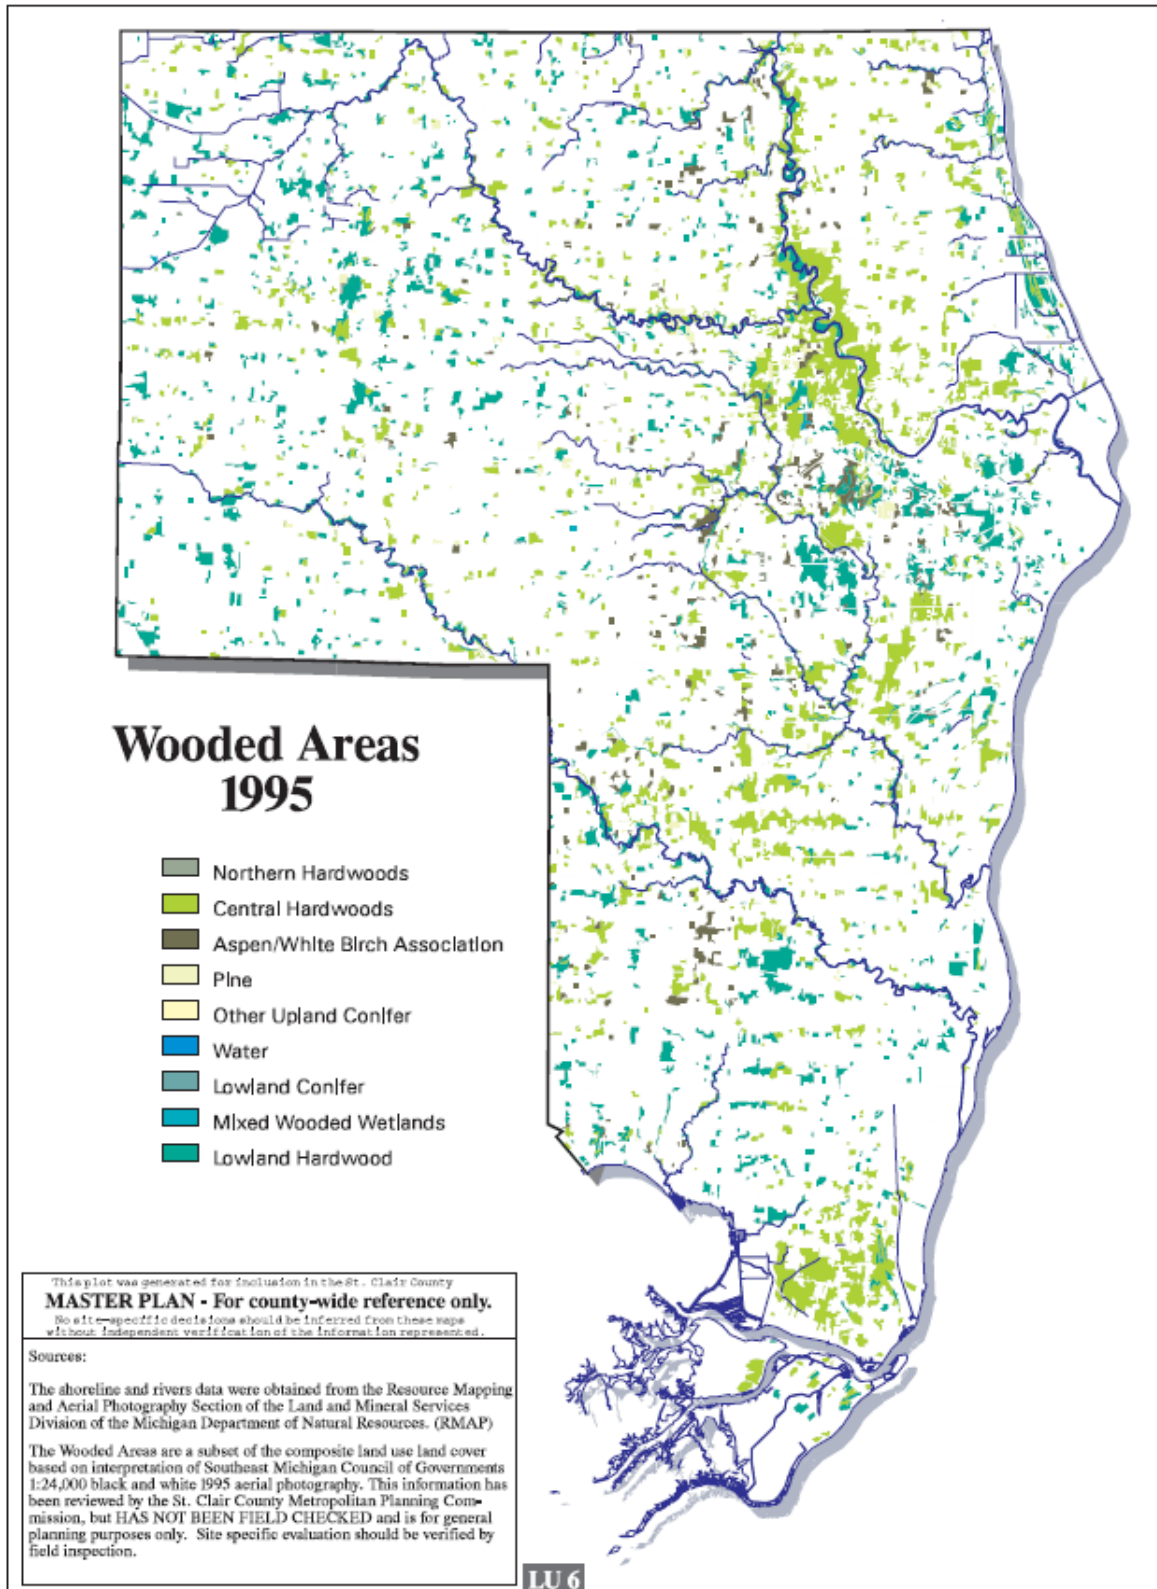 Wooded Areas
1995
Northern Hardwoods
Central Hardwoods
Aspen/White Birch Association
Pine
Other Upland Conifer
Water
Lowland Conifer
Mixed Wooded Wetlands
Lowland Hardwood
This plot was generated for inclusion in the St. Clair County
MASTER PLAN - For county-wide reference only.
No site-specific decisions should be inferred from these maps
without independent verification of the information represented.
Sources:
The shoreline and rivers data were obtained from the Resource Mapping
and Aerial Photography Section of the Land and Mineral Services
Division of the Michigan Department of Natural Resources. (RMAP)
The Wooded Areas are a subset of the composite land use land cover
based on interpretation of Southeast Michigan Council of Governments
1:24,000 black and white 1995 aerial photography. This information has
been reviewed by the St. Clair County Metropolitan Planning Com-
mission, but HAS NOT BEEN FIELD CHECKED and is for general
planning purposes only. Site specific evaluation should be verified by
field inspection.
LU 6